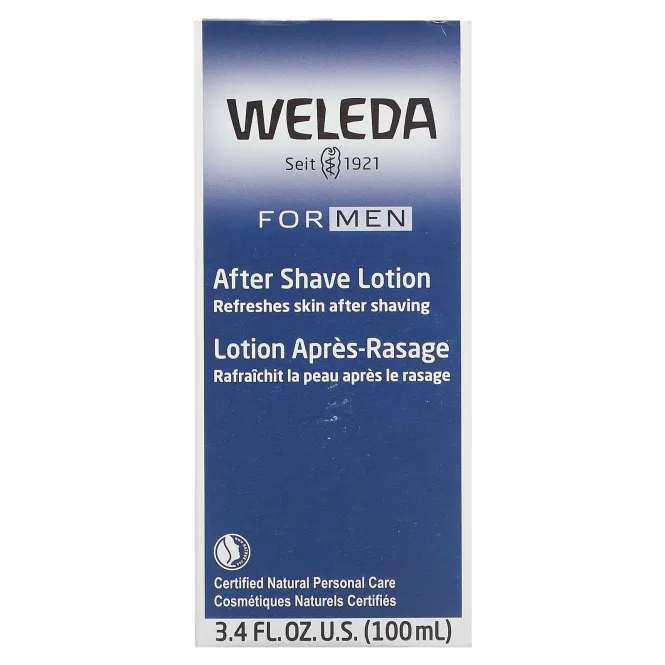 WELEDA
Seit 1921
FOR MEN
After Shave Lotion
Refreshes skin after shaving
Lotion Après-Rasage
Rafraîchit la peau après le rasage
Certified Natural Personal Care
Cosmétiques Naturels Certifiés
3.4 FL.OZ.U.S. (100mL)